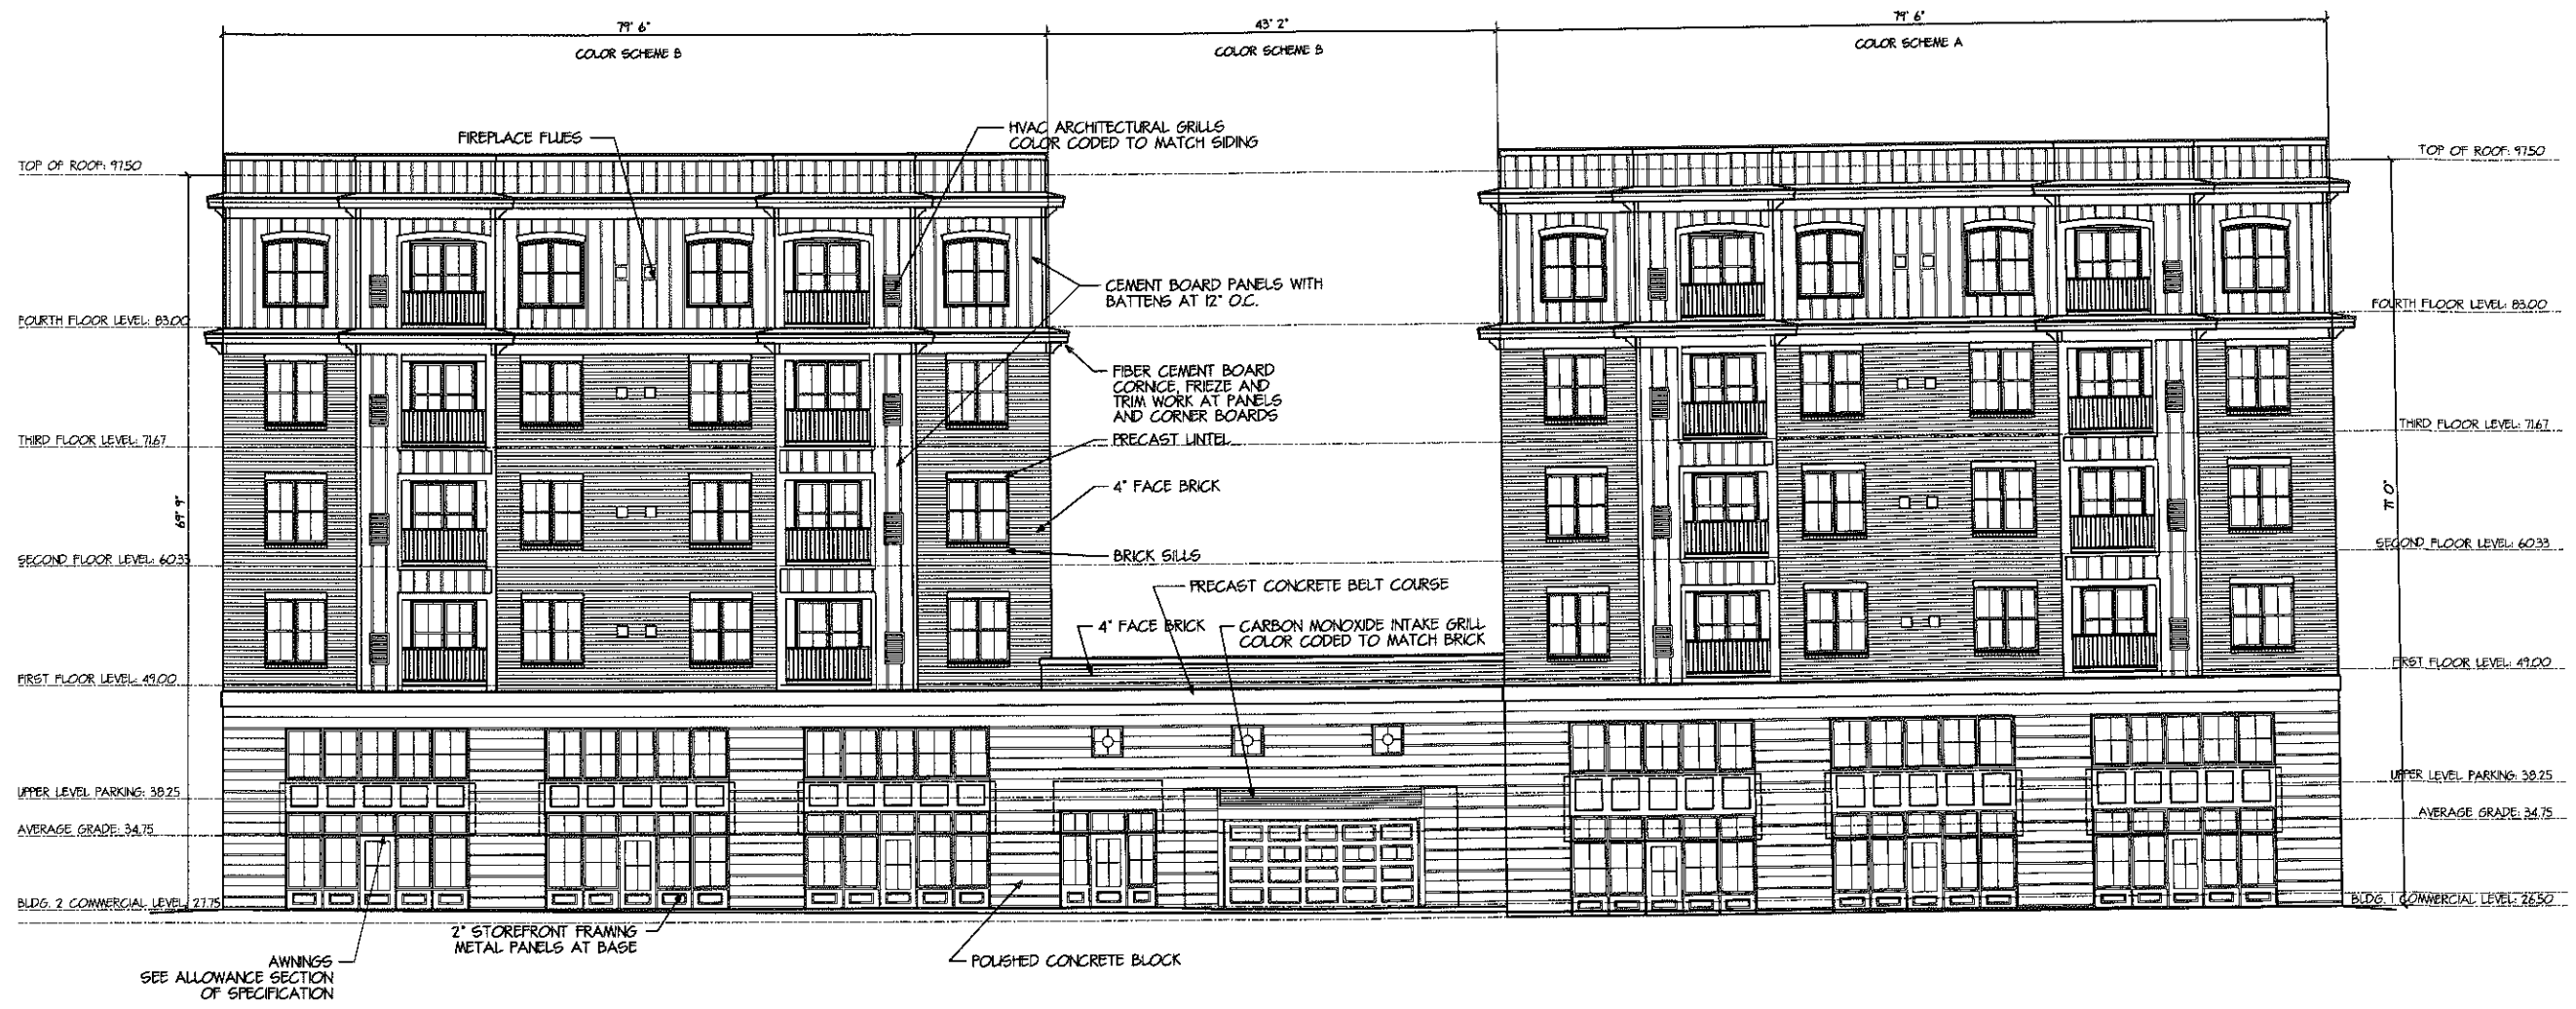 79' 6"
43' 2"
79' 6"
COLOR SCHEME B
COLOR SCHEME B
COLOR SCHEME A
FIREPLACE FLUES
HVAC ARCHITECTURAL GRILLS
COLOR CODED TO MATCH SIDING
TOP OF ROOF: 97.50
TOP OF ROOF: 97.50
CEMENT BOARD PANELS WITH
BATTENS AT 12" O.C.
FOURTH FLOOR LEVEL: 83.00
FOURTH FLOOR LEVEL: 83.00
FIBER CEMENT BOARD
CORNICE, FRIEZE AND
TRIM WORK AT PANELS
AND CORNER BOARDS
THIRD FLOOR LEVEL: 71.67
THIRD FLOOR LEVEL: 71.67
PRECAST LINTEL
4" FACE BRICK
69' 9"
71' 0"
BRICK SILLS
SECOND FLOOR LEVEL: 60.33
SECOND FLOOR LEVEL: 60.33
PRECAST CONCRETE BELT COURSE
4" FACE BRICK
CARBON MONOXIDE INTAKE GRILL
COLOR CODED TO MATCH BRICK
FIRST FLOOR LEVEL: 49.00
FIRST FLOOR LEVEL: 49.00
UPPER LEVEL PARKING: 38.25
UPPER LEVEL PARKING: 38.25
AVERAGE GRADE: 34.75
AVERAGE GRADE: 34.75
BLDG. 2 COMMERCIAL LEVEL: 27.75
BLDG. 1 COMMERCIAL LEVEL: 26.50
2" STOREFRONT FRAMING
METAL PANELS AT BASE
AWNINGS
SEE ALLOWANCE SECTION
OF SPECIFICATION
POLISHED CONCRETE BLOCK